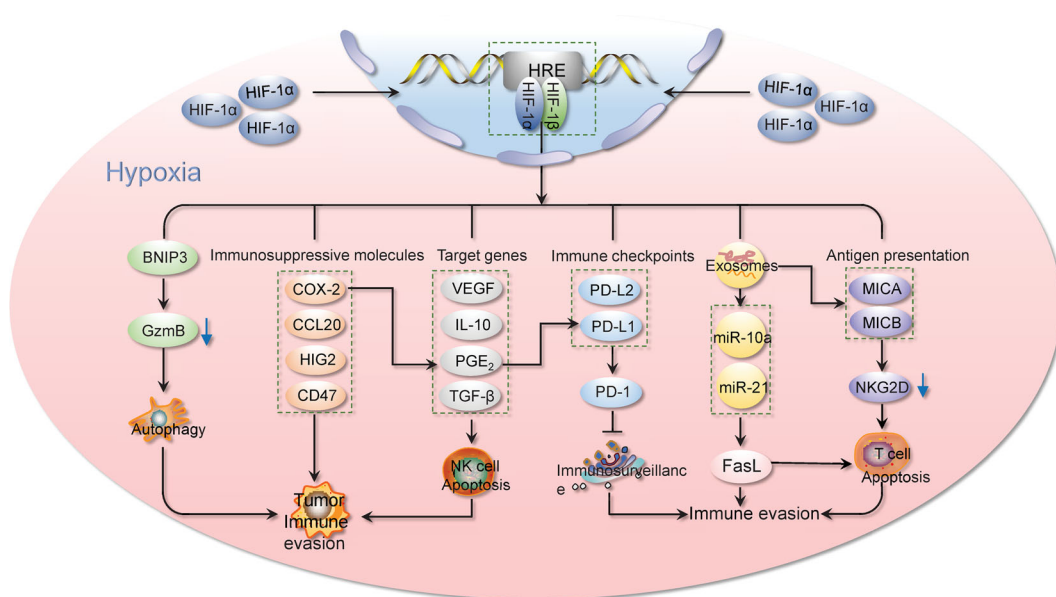 HRE
HIF-1α
HIF-1β
HIF-1α
HIF-1α
HIF-1α
HIF-1α
HIF-1α
HIF-1α
Hypoxia
BNIP3
GzmB
Autophagy
Immunosuppressive molecules
COX-2
CCL20
HIG2
CD47
Tumor
Immune
evasion
Target genes
VEGF
IL-10
PGE₂
TGF-β
NK cell
Apoptosis
Immune checkpoints
PD-L2
PD-L1
PD-1
Immunosurveillanc
e
Exosomes
miR-10a
miR-21
FasL
Immune evasion
Antigen presentation
MICA
MICB
NKG2D
T cell
Apoptosis